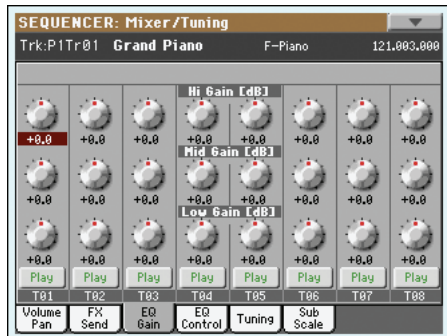 SEQUENCER: Mixer/Tuning
Trk:P1Tr01 Grand Piano F-Piano 121.003.000
Hi Gain [dB]
+0.0 +0.0 +0.0 +0.0 +0.0 +0.0 +0.0 +0.0
Mid Gain [dB]
+0.0 +0.0 +0.0 +0.0 +0.0 +0.0 +0.0 +0.0
Low Gain [dB]
+0.0 +0.0 +0.0 +0.0 +0.0 +0.0 +0.0 +0.0
Play Play Play Play Play Play Play Play
T01 T02 T03 T04 T05 T06 T07 T08
Volume Pan FX Send EQ Gain EQ Control Tuning Sub Scale